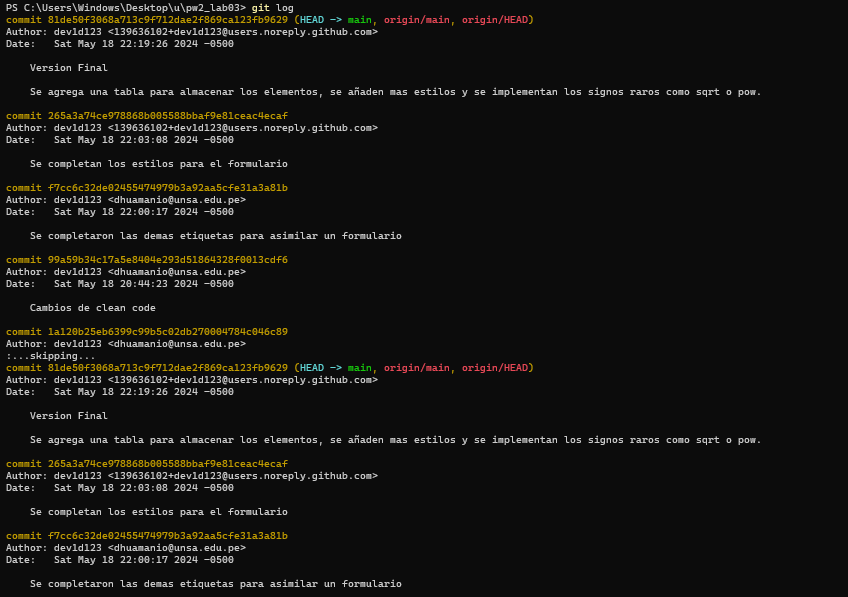 PS C:\Users\Windows\Desktop\u\pw2_lab03> git log
commit 81de50f3068a713c9f712dae2f869ca123fb9629 (HEAD -> main, origin/main, origin/HEAD)
Author: dev1d123 <139636102+dev1d123@users.noreply.github.com>
Date:   Sat May 18 22:19:26 2024 -0500

    Version Final

    Se agrega una tabla para almacenar los elementos, se añaden mas estilos y se implementan los signos raros como sqrt o pow.

commit 265a3a74ce978868b005588bbaf9e81ceac4ecaf
Author: dev1d123 <139636102+dev1d123@users.noreply.github.com>
Date:   Sat May 18 22:03:08 2024 -0500

    Se completan los estilos para el formulario

commit f7cc6c32de02455474979b3a92aa5cfe31a3a81b
Author: dev1d123 <dhuamanio@unsa.edu.pe>
Date:   Sat May 18 22:00:17 2024 -0500

    Se completaron las demas etiquetas para asimilar un formulario

commit 99a59b34c17a5e8404e293d51864328f0013cdf6
Author: dev1d123 <dhuamanio@unsa.edu.pe>
Date:   Sat May 18 20:44:23 2024 -0500

    Cambios de clean code

commit 1a120b25eb6399c99b5c02db270004784c046c89
Author: dev1d123 <dhuamanio@unsa.edu.pe>
:...skipping...
commit 81de50f3068a713c9f712dae2f869ca123fb9629 (HEAD -> main, origin/main, origin/HEAD)
Author: dev1d123 <139636102+dev1d123@users.noreply.github.com>
Date:   Sat May 18 22:19:26 2024 -0500

    Version Final

    Se agrega una tabla para almacenar los elementos, se añaden mas estilos y se implementan los signos raros como sqrt o pow.

commit 265a3a74ce978868b005588bbaf9e81ceac4ecaf
Author: dev1d123 <139636102+dev1d123@users.noreply.github.com>
Date:   Sat May 18 22:03:08 2024 -0500

    Se completan los estilos para el formulario

commit f7cc6c32de02455474979b3a92aa5cfe31a3a81b
Author: dev1d123 <dhuamanio@unsa.edu.pe>
Date:   Sat May 18 22:00:17 2024 -0500

    Se completaron las demas etiquetas para asimilar un formulario